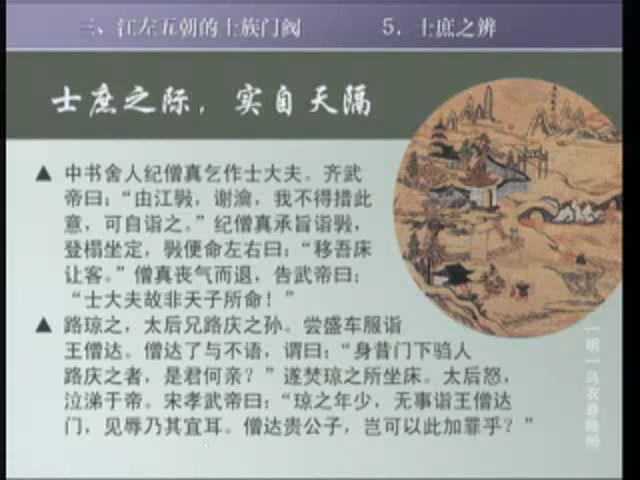 三、江左五朝的士族门阀
5．士庶之辨
士庶之际，实自天隔
▲ 中书舍人纪僧真乞作士大夫。齐武
帝曰：“由江斅，谢瀹，我不得措此
意，可自诣之。”纪僧真承旨诣斅，
登榻坐定，斅便命左右曰：“移吾床
让客。”僧真丧气而退，告武帝曰：
“士大夫故非天子所命！”
▲ 路琼之，太后兄路庆之孙。尝盛车服诣
王僧达。僧达了与不语，谓曰：“身昔门下驺人
路庆之者，是君何亲？”遂焚琼之所坐床。太后怒，
泣涕于帝。宋孝武帝曰：“琼之年少，无事诣王僧达
门，见辱乃其宜耳。僧达贵公子，岂可以此加罪乎？”